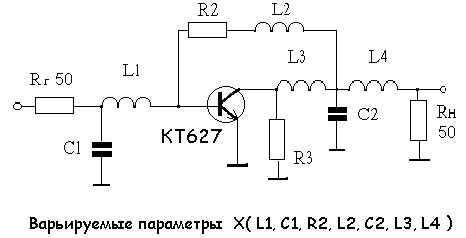 R2
L2
L1
L3
L4
Rг 50
C1
КТ627
R3
C2
Rн
50
Варьируемые параметры X( L1, C1, R2, L2, C2, L3, L4 )